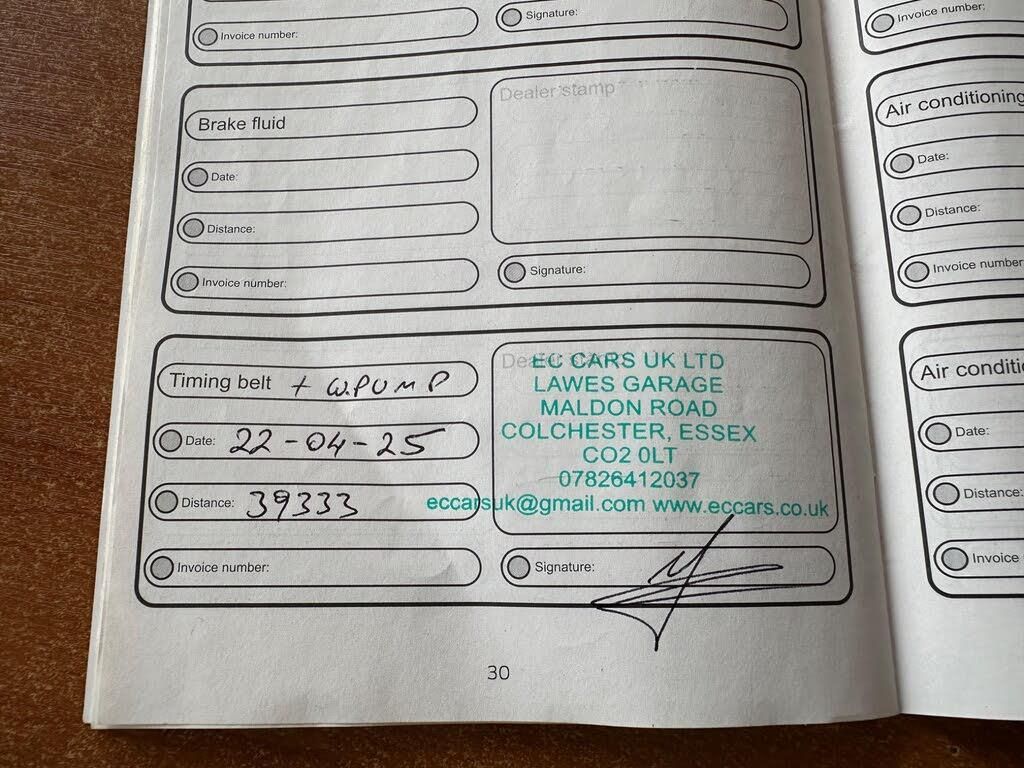 Invoice number:
Signature:
Brake fluid
Date:
Distance:
Invoice number:
Dealer stamp
Signature:
Timing belt + W.PUMP
Date: 22-04-25
Distance: 39333
Invoice number:
EC CARS UK LTD
LAWES GARAGE
MALDON ROAD
COLCHESTER, ESSEX
CO2 0LT
07826412037
eccarsuk@gmail.com www.eccars.co.uk
Signature:
30
Invoice number:
Air conditioning
Date:
Distance:
Invoice number
Air conditi
Date:
Distance:
Invoice